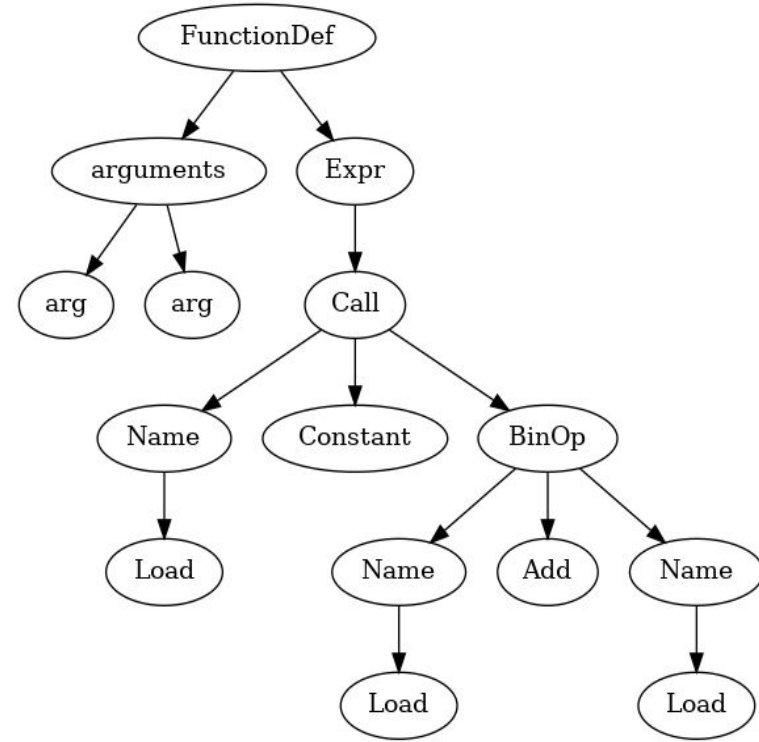 FunctionDef
arguments
Expr
arg
arg
Call
Name
Constant
BinOp
Load
Name
Add
Name
Load
Load